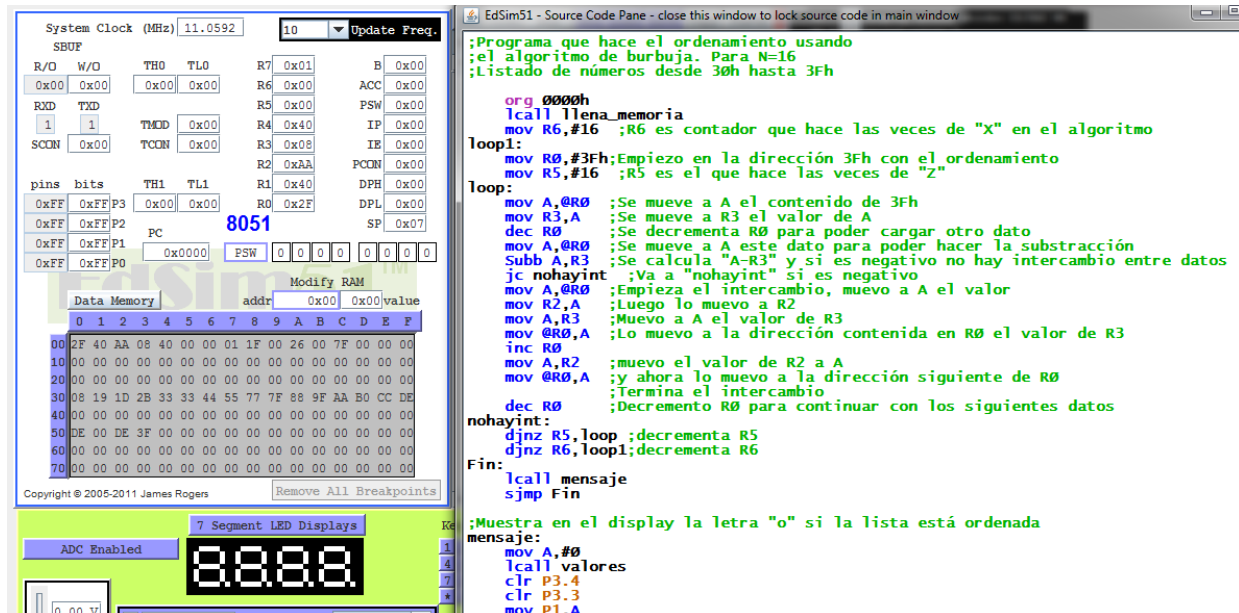 EdSim51 - Source Code Pane - close this window to lock source code in main window
System Clock (MHz) 11.0592 10 Update Freq.
SBUF
R/O W/O TH0 TL0 R7 0x01 B 0x00
0x00 0x00 0x00 0x00 R6 0x00 ACC 0x00
RXD TXD R5 0x00 PSW 0x00
1 1 TMOD 0x00 R4 0x40 IP 0x00
SCON 0x00 TCON 0x00 R3 0x08 IE 0x00
R2 0xAA PCON 0x00
pins bits TH1 TL1 R1 0x40 DPH 0x00
0xFF 0xFF P3 0x00 0x00 R0 0x2F DPL 0x00
0xFF 0xFF P2 8051 SP 0x07
0xFF 0xFF P1 PC
0xFF 0xFF P0 0x0000 PSW 0 0 0 0 0 0 0 0
EdSim51 TM
Modify RAM
Data Memory addr 0x00 0x00 value
0 1 2 3 4 5 6 7 8 9 A B C D E F
00 2F 40 AA 08 40 00 00 01 1F 00 26 00 7F 00 00 00
10 00 00 00 00 00 00 00 00 00 00 00 00 00 00 00 00
20 00 00 00 00 00 00 00 00 00 00 00 00 00 00 00 00
30 08 19 1D 2B 33 33 44 55 77 7F 88 9F AA B0 CC DE
40 00 00 00 00 00 00 00 00 00 00 00 00 00 00 00 00
50 DE 00 DE 3F 00 00 00 00 00 00 00 00 00 00 00 00
60 00 00 00 00 00 00 00 00 00 00 00 00 00 00 00 00
70 00 00 00 00 00 00 00 00 00 00 00 00 00 00 00 00
Copyright © 2005-2011 James Rogers Remove All Breakpoints
7 Segment LED Displays
ADC Enabled
8.8.8.8.
1
4
7
*
0.00 V
;Programa que hace el ordenamiento usando
;el algoritmo de burbuja. Para N=16
;Listado de números desde 30h hasta 3Fh
org 0000h
lcall llena_memoria
mov R6,#16 ;R6 es contador que hace las veces de "X" en el algoritmo
loop1:
mov R0,#3Fh;Empiezo en la dirección 3Fh con el ordenamiento
mov R5,#16 ;R5 es el que hace las veces de "Z"
loop:
mov A,@R0 ;Se mueve a A el contenido de 3Fh
mov R3,A ;Se mueve a R3 el valor de A
dec R0 ;Se decrementa R0 para poder cargar otro dato
mov A,@R0 ;Se mueve a A este dato para poder hacer la substracción
Subb A,R3 ;Se calcula "A-R3" y si es negativo no hay intercambio entre datos
jc nohayint ;Va a "nohayint" si es negativo
mov A,@R0 ;Empieza el intercambio, muevo a A el valor
mov R2,A ;Luego lo muevo a R2
mov A,R3 ;Muevo a A el valor de R3
mov @R0,A ;Lo muevo a la dirección contenida en R0 el valor de R3
inc R0
mov A,R2 ;muevo el valor de R2 a A
mov @R0,A ;y ahora lo muevo a la dirección siguiente de R0
;Termina el intercambio
dec R0 ;Decremento R0 para continuar con los siguientes datos
nohayint:
djnz R5,loop ;decrementa R5
djnz R6,loop1;decrementa R6
Fin:
lcall mensaje
sjmp Fin
;Muestra en el display la letra "o" si la lista está ordenada
mensaje:
mov A,#0
lcall valores
clr P3.4
clr P3.3
mov P1,A